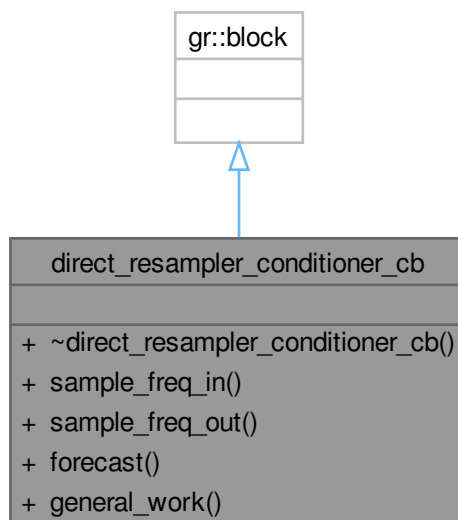 gr::block
direct_resampler_conditioner_cb
+ ~direct_resampler_conditioner_cb()
+ sample_freq_in()
+ sample_freq_out()
+ forecast()
+ general_work()